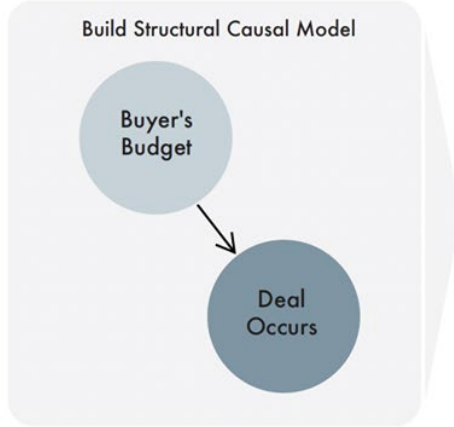 Build Structural Causal Model
Buyer's
Budget
Deal
Occurs